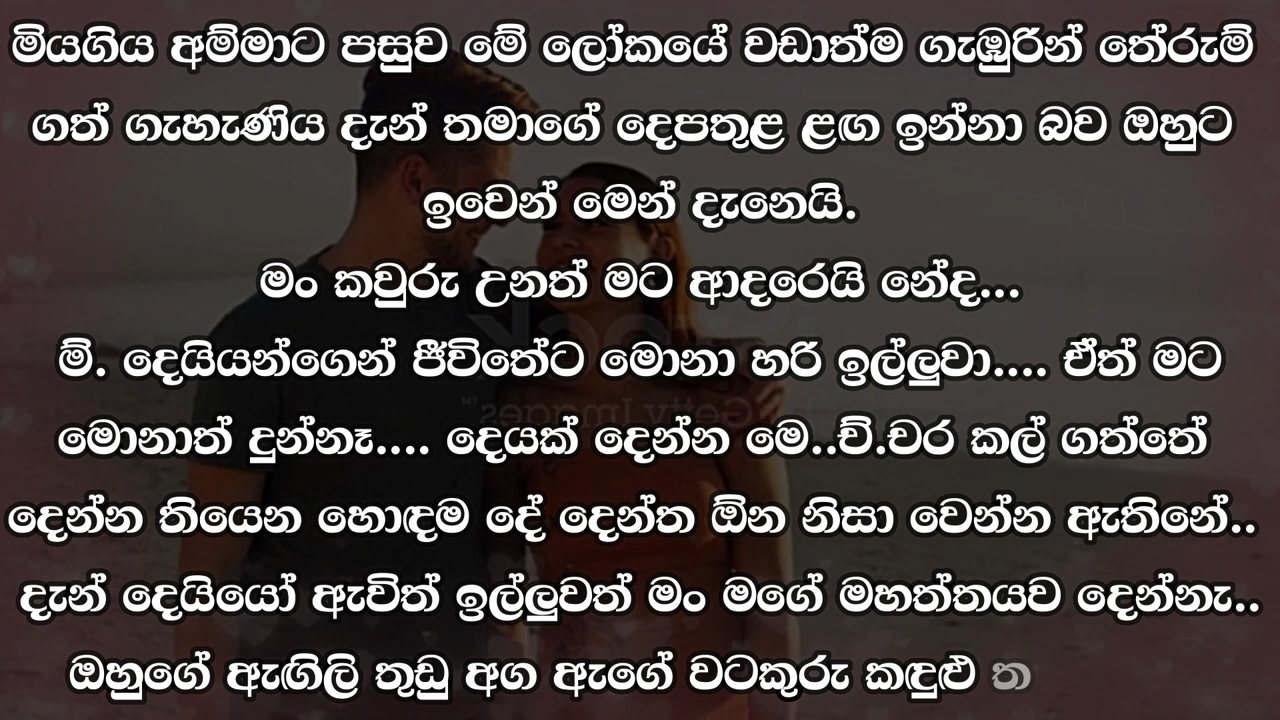 මියගිය අම්මාට පසුව මේ ලෝකයේ වඩාත්ම ගැඹුරින් තේරුම්
ගත් ගැහැණිය දැන් තමාගේ දෙපතුළ ළඟ ඉන්නා බව ඔහුට
ඉවෙන් මෙන් දැනෙයි.
මං කවුරු උනත් මට ආදරෙයි නේද...
ම්. දෙයියන්ගෙන් ජීවිතේට මොනා හරි ඉල්ලුවා.... ඒත් මට
මොනාත් දුන්නෑ.... දෙයක් දෙන්න මෙ..ච්.චර කල් ගත්තේ
දෙන්න තියෙන හොඳම දේ දෙන්ත ඕන නිසා වෙන්න ඇතිනේ..
දැන් දෙයියෝ ඇවිත් ඉල්ලුවත් මං මගේ මහත්තයව දෙන්නැ..
ඔහුගේ ඇඟිලි තුඩු අග ඇගේ වටකුරු කඳුළු ත